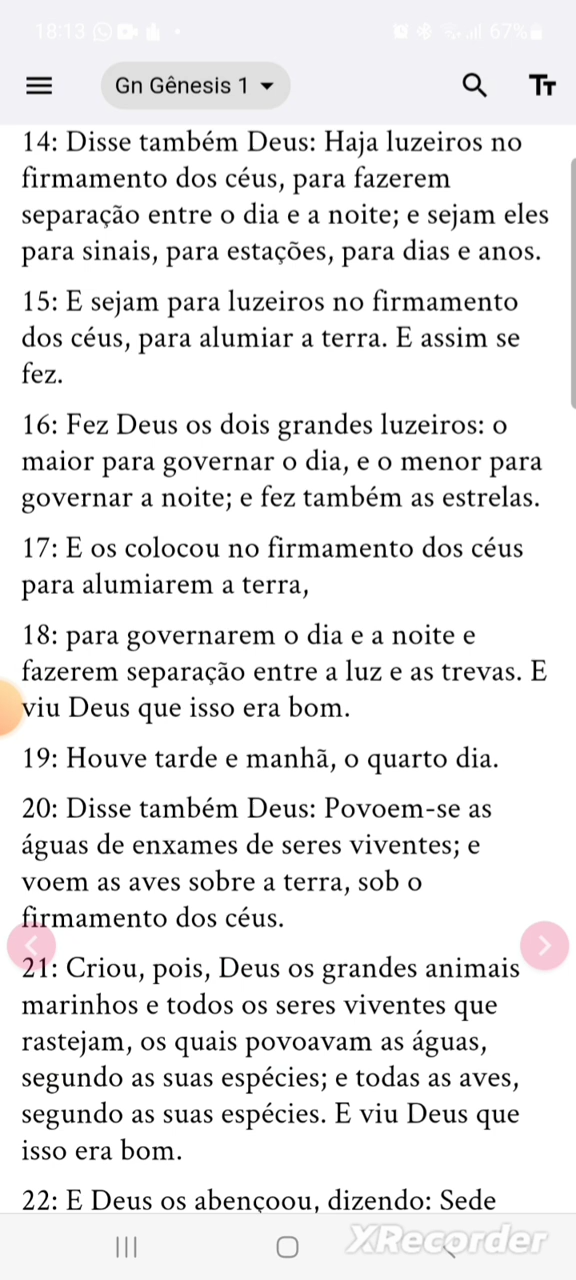 18:13
67%
Gn Gênesis 1
TT
14: Disse também Deus: Haja luzeiros no
firmamento dos céus, para fazerem
separação entre o dia e a noite; e sejam eles
para sinais, para estações, para dias e anos.
15: E sejam para luzeiros no firmamento
dos céus, para alumiar a terra. E assim se
fez.
16: Fez Deus os dois grandes luzeiros: o
maior para governar o dia, e o menor para
governar a noite; e fez também as estrelas.
17: E os colocou no firmamento dos céus
para alumiarem a terra,
18: para governarem o dia e a noite e
fazerem separação entre a luz e as trevas. E
viu Deus que isso era bom.
19: Houve tarde e manhã, o quarto dia.
20: Disse também Deus: Povoem-se as
águas de enxames de seres viventes; e
voem as aves sobre a terra, sob o
firmamento dos céus.
21: Criou, pois, Deus os grandes animais
marinhos e todos os seres viventes que
rastejam, os quais povoavam as águas,
segundo as suas espécies; e todas as aves,
segundo as suas espécies. E viu Deus que
isso era bom.
22: E Deus os abençoou, dizendo: Sede
XRecorder